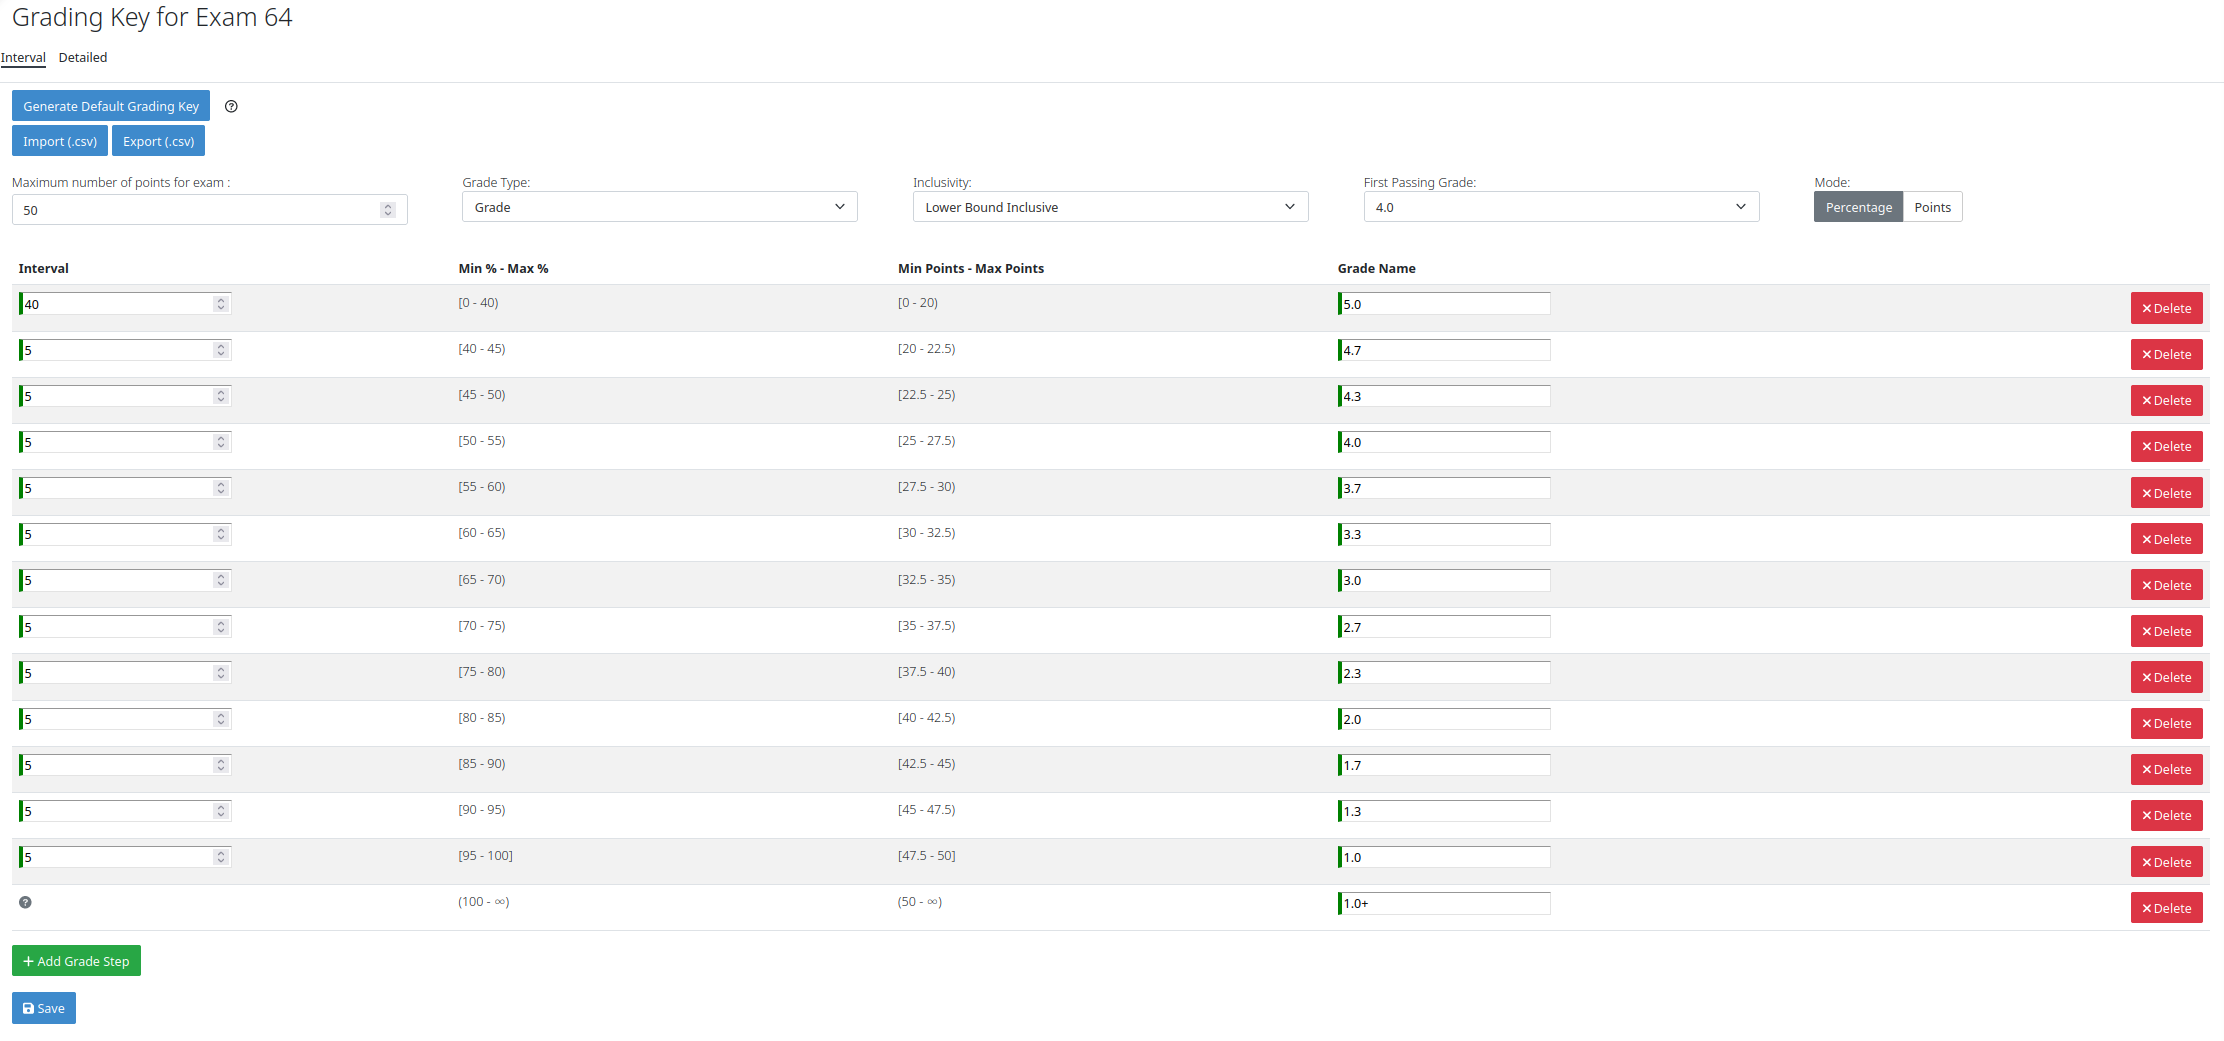 Grading Key for Exam 64
Interval Detailed
Generate Default Grading Key
Import (.csv) Export (.csv)
Maximum number of points for exam : Grade Type: Inclusivity: First Passing Grade: Mode:
50 Grade Lower Bound Inclusive 4.0 Percentage Points
Interval Min % - Max % Min Points - Max Points Grade Name
40 [0 - 40) [0 - 20) 5.0 Delete
5 [40 - 45) [20 - 22.5) 4.7 Delete
5 [45 - 50) [22.5 - 25) 4.3 Delete
5 [50 - 55) [25 - 27.5) 4.0 Delete
5 [55 - 60) [27.5 - 30) 3.7 Delete
5 [60 - 65) [30 - 32.5) 3.3 Delete
5 [65 - 70) [32.5 - 35) 3.0 Delete
5 [70 - 75) [35 - 37.5) 2.7 Delete
5 [75 - 80) [37.5 - 40) 2.3 Delete
5 [80 - 85) [40 - 42.5) 2.0 Delete
5 [85 - 90) [42.5 - 45) 1.7 Delete
5 [90 - 95) [45 - 47.5) 1.3 Delete
5 [95 - 100] [47.5 - 50] 1.0 Delete
(100 - ∞) (50 - ∞) 1.0+ Delete
+ Add Grade Step
Save